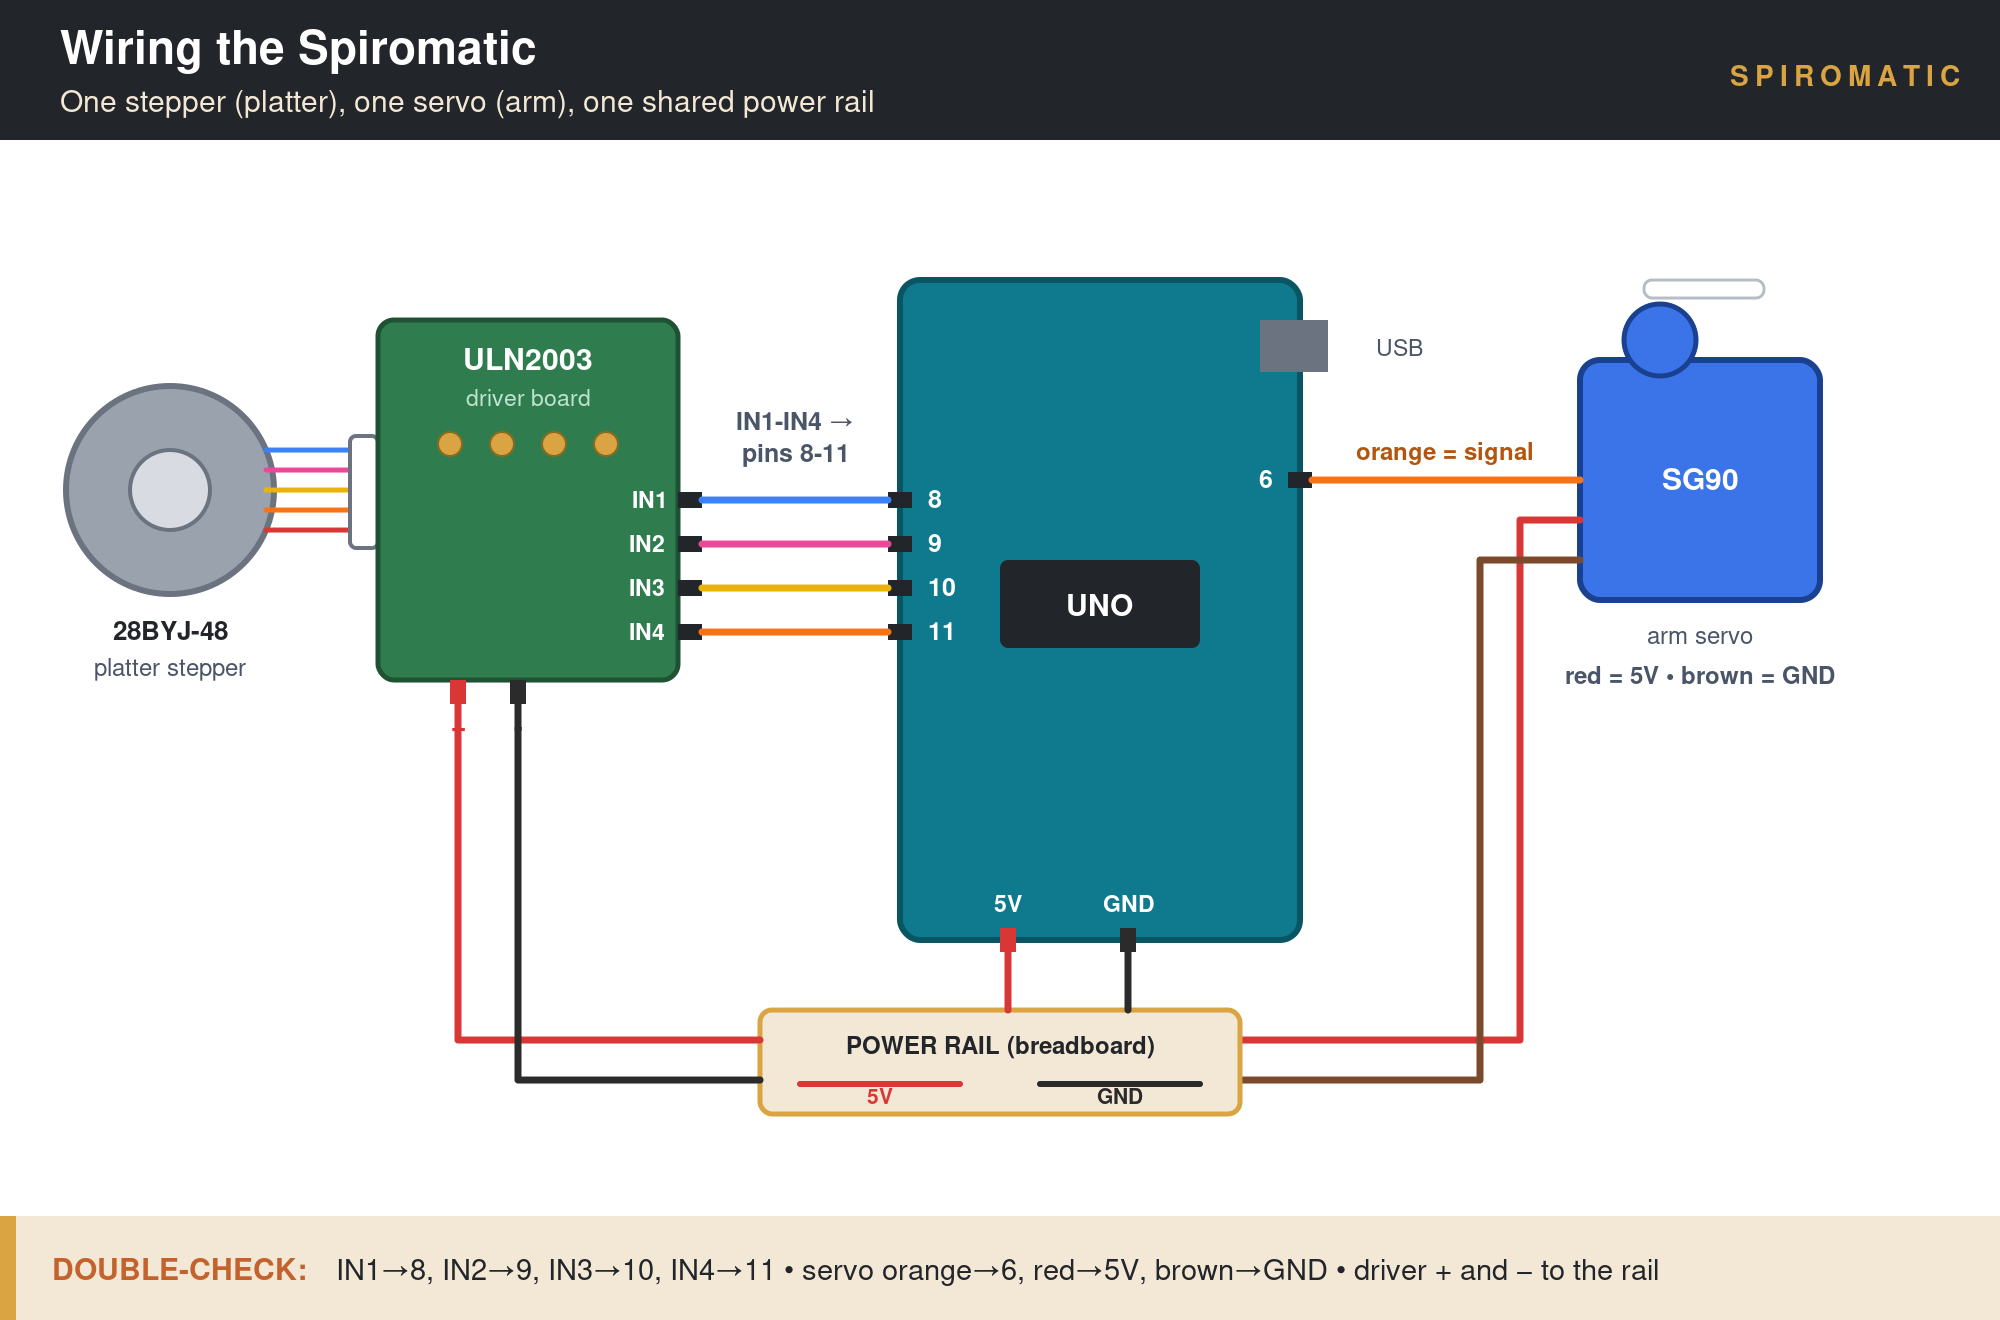 Wiring the Spiromatic
One stepper (platter), one servo (arm), one shared power rail
SPIROMATIC
ULN2003
driver board
IN1-IN4 →
pins 8-11
USB
orange = signal
IN1
IN2
IN3
IN4
8
9
10
11
6
UNO
SG90
28BYJ-48
platter stepper
arm servo
red = 5V • brown = GND
5V
GND
POWER RAIL (breadboard)
5V
GND
DOUBLE-CHECK: IN1→8, IN2→9, IN3→10, IN4→11 • servo orange→6, red→5V, brown→GND • driver + and – to the rail